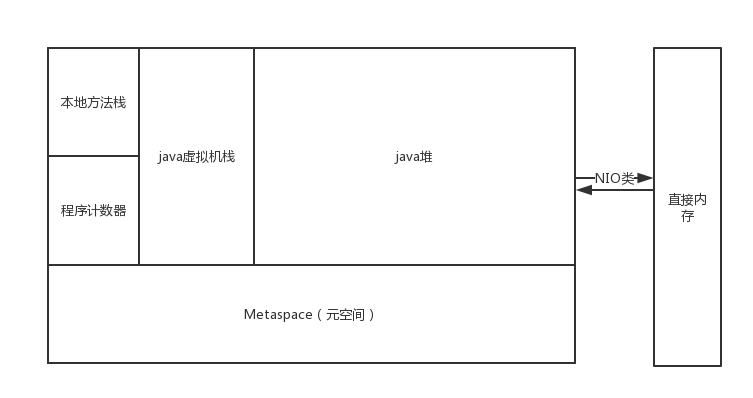 本地方法栈
java虚拟机栈
java堆
NIO类
直接内
存
程序计数器
Metaspace（元空间）